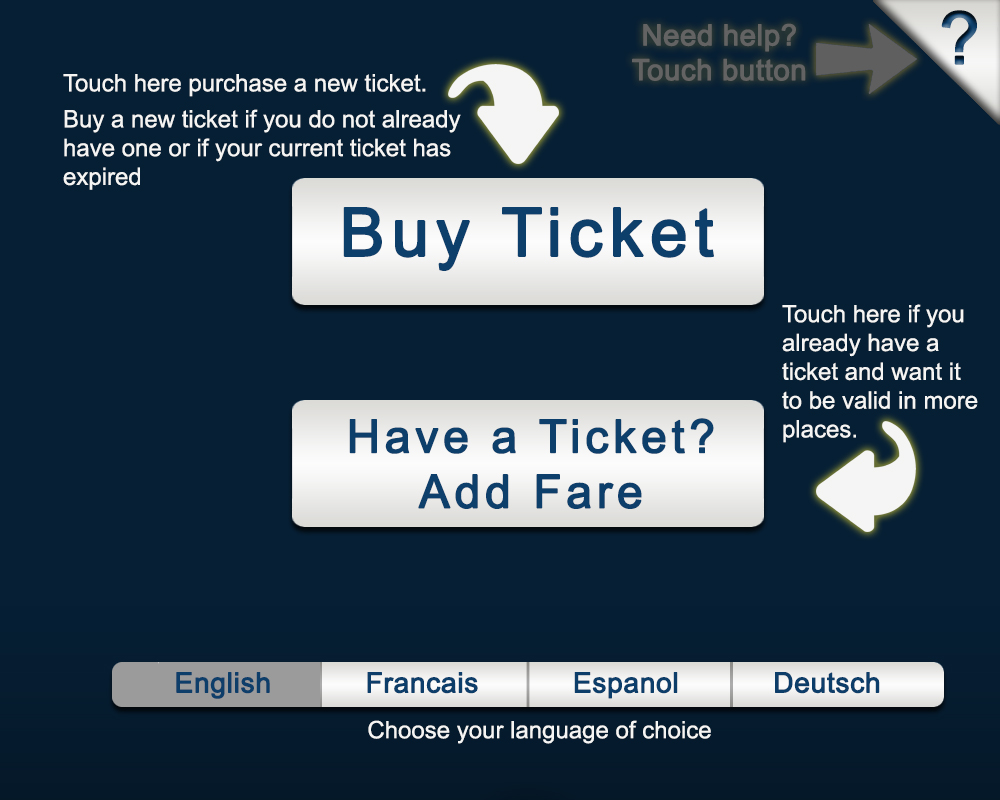 Need help?
Touch button
?
Touch here purchase a new ticket.
Buy a new ticket if you do not already
have one or if your current ticket has
expired
Buy Ticket
Touch here if you
already have a
ticket and want it
to be valid in more
places.
Have a Ticket?
Add Fare
English
Francais
Espanol
Deutsch
Choose your language of choice